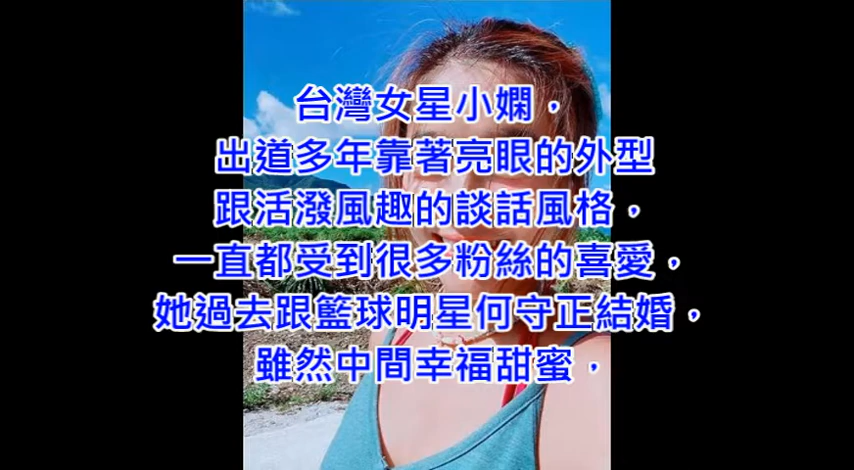 台灣女星小嫻，
出道多年靠著亮眼的外型
跟活潑風趣的談話風格，
一直都受到很多粉絲的喜愛，
她過去跟籃球明星何守正結婚，
雖然中間幸福甜蜜，